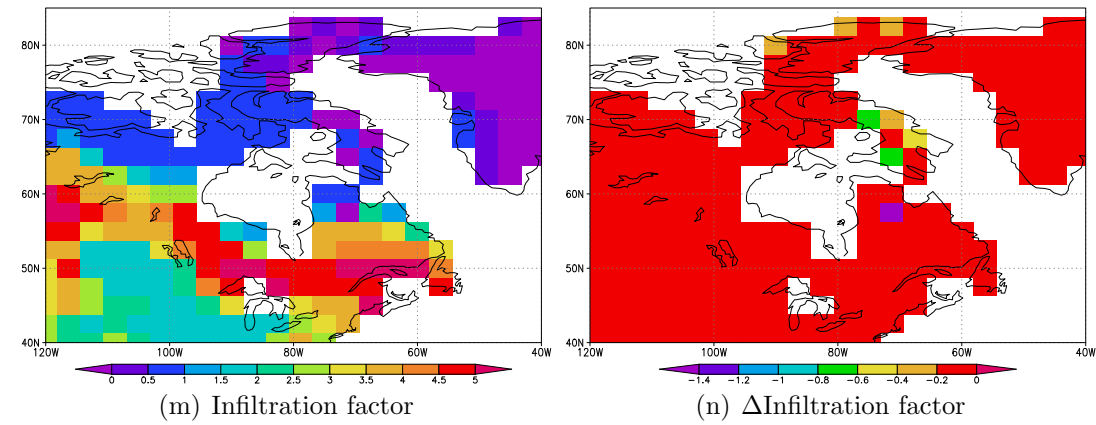 80N
70N
60N
50N
40N
120W 100W 80W 60W 40W
0 0.5 1 1.5 2 2.5 3 3.5 4 4.5 5
(m) Infiltration factor
80N
70N
60N
50N
40N
120W 100W 80W 60W 40W
-1.4 -1.2 -1 -0.8 -0.6 -0.4 -0.2 0
(n) ΔInfiltration factor